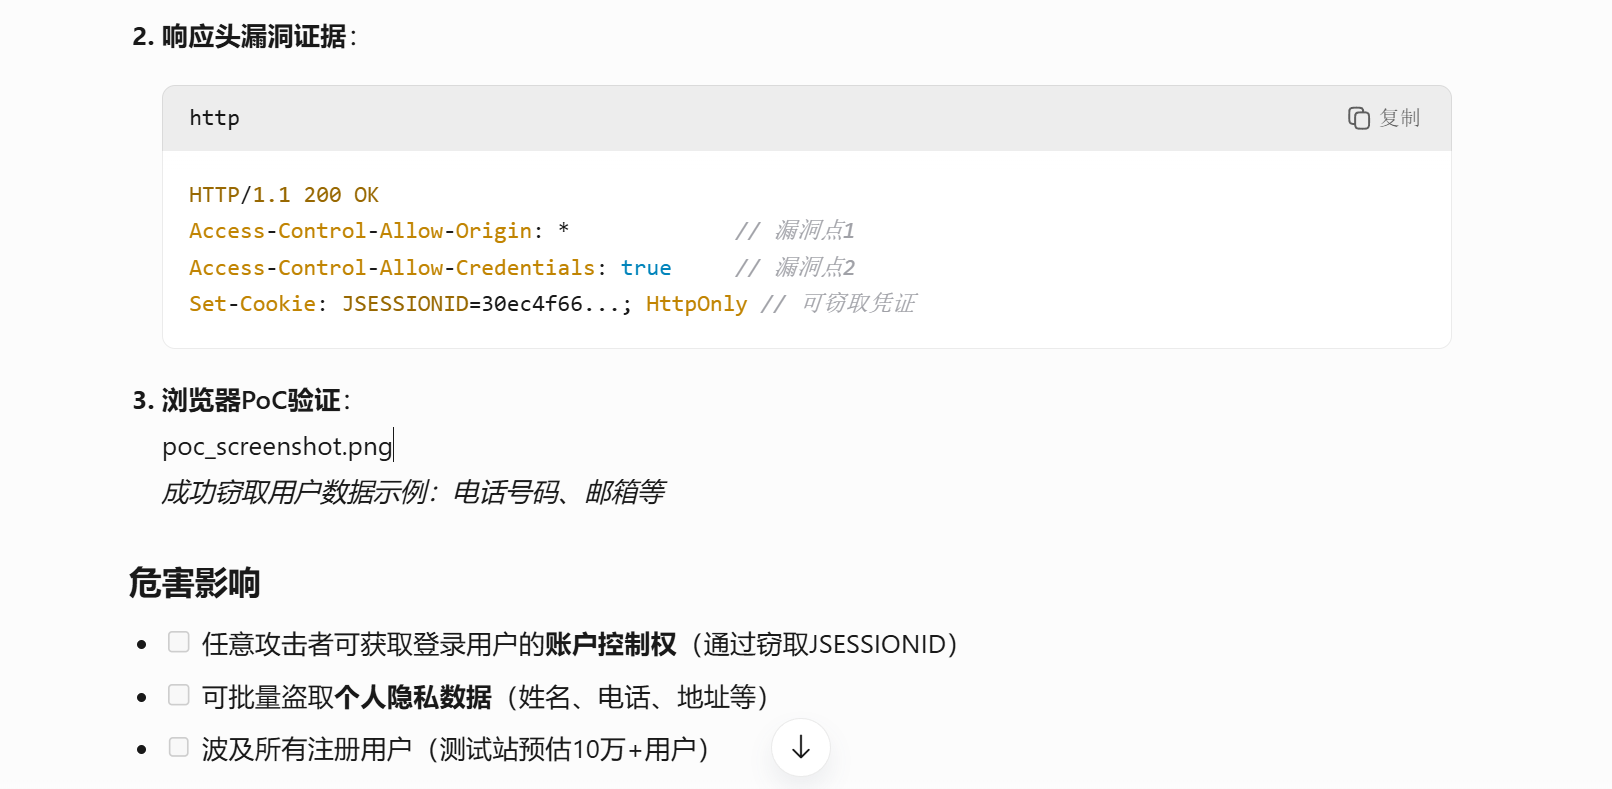 2. 响应头漏洞证据：
http
复制
HTTP/1.1 200 OK
Access-Control-Allow-Origin: * // 漏洞点1
Access-Control-Allow-Credentials: true // 漏洞点2
Set-Cookie: JSESSIONID=30ec4f66...; HttpOnly // 可窃取凭证
3. 浏览器PoC验证：
poc_screenshot.png
成功窃取用户数据示例：电话号码、邮箱等
危害影响
任意攻击者可获取登录用户的账户控制权（通过窃取JSESSIONID）
可批量盗取个人隐私数据（姓名、电话、地址等）
波及所有注册用户（测试站预估10万+用户）